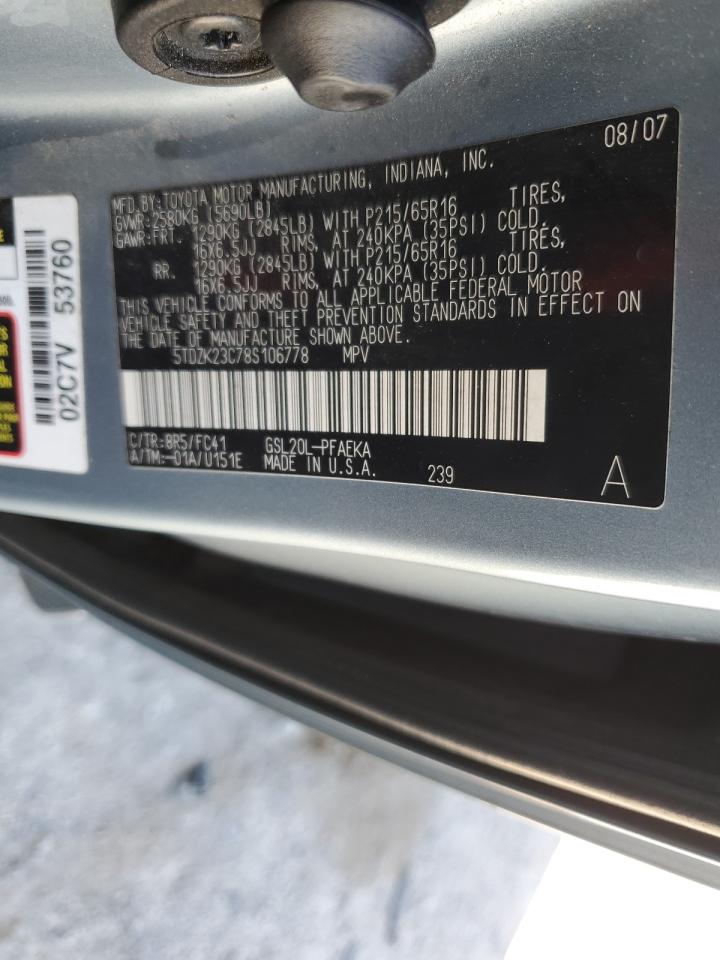 08/07
MFD.BY:TOYOTA MOTOR MANUFACTURING, INDIANA, INC.
GVWR:2580KG (5690LB)
GAWR:FRT. 1290KG (2845LB) WITH P215/65R16 TIRES,
16X6.5JJ RIMS, AT 240KPA (35PSI) COLD.
RR. 1290KG (2845LB) WITH P215/65R16 TIRES,
16X6.5JJ RIMS, AT 240KPA (35PSI) COLD.
THIS VEHICLE CONFORMS TO ALL APPLICABLE FEDERAL MOTOR
VEHICLE SAFETY AND THEFT PREVENTION STANDARDS IN EFFECT ON
THE DATE OF MANUFACTURE SHOWN ABOVE.
5TDZK23C78S106778 MPV
C/TR:8R5/FC41 GSL20L-PFAEKA
A/TM:-01A/U151E MADE IN U.S.A. 239 A
02C7V 53760